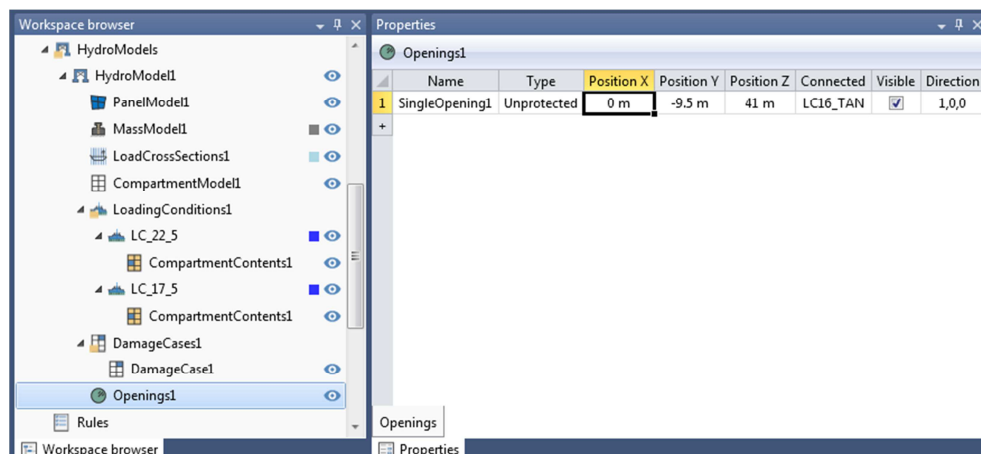 Workspace browser
HydroModels
HydroModel1
PanelModel1
MassModel1
LoadCrossSections1
CompartmentModel1
LoadingConditions1
LC_22_5
CompartmentContents1
LC_17_5
CompartmentContents1
DamageCases1
DamageCase1
Openings1
Rules
Workspace browser
Properties
Openings1
Name Type Position X Position Y Position Z Connected Visible Direction
1 SingleOpening1 Unprotected 0 m -9.5 m 41 m LC16_TAN 1,0,0
+
Openings
Properties